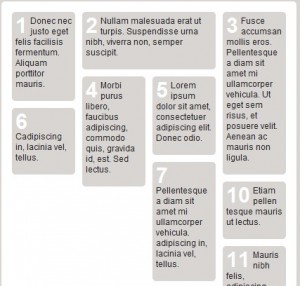 1 Donec nec
justo eget
felis facilisis
fermentum.
Aliquam
porttitor
mauris.
2 Nullam malesuada erat ut
turpis. Suspendisse urna
nibh, viverra non, semper
suscipit.
3 Fusce
accumsan
mollis eros.
Pellentesque
a diam sit
amet mi
ullamcorper
vehicula. Ut
eget sem
risus, et
posuere velit.
Aenean ac
mauris non
ligula.
4 Morbi
purus
libero,
faucibus
adipiscing,
commodo
quis, gravida
id, est. Sed
lectus.
5 Lorem
ipsum
dolor sit amet,
consectetuer
adipiscing elit.
Donec odio.
6
Cadipiscing
in, lacinia vel,
tellus.
7
Pellentesque
a diam sit
amet mi
ullamcorper
vehicula.
adipiscing in,
lacinia vel,
tellus.
10 Etiam
pellen
tesque mauris
ut lectus.
11 Mauris
nibh
felis,
adipiscing